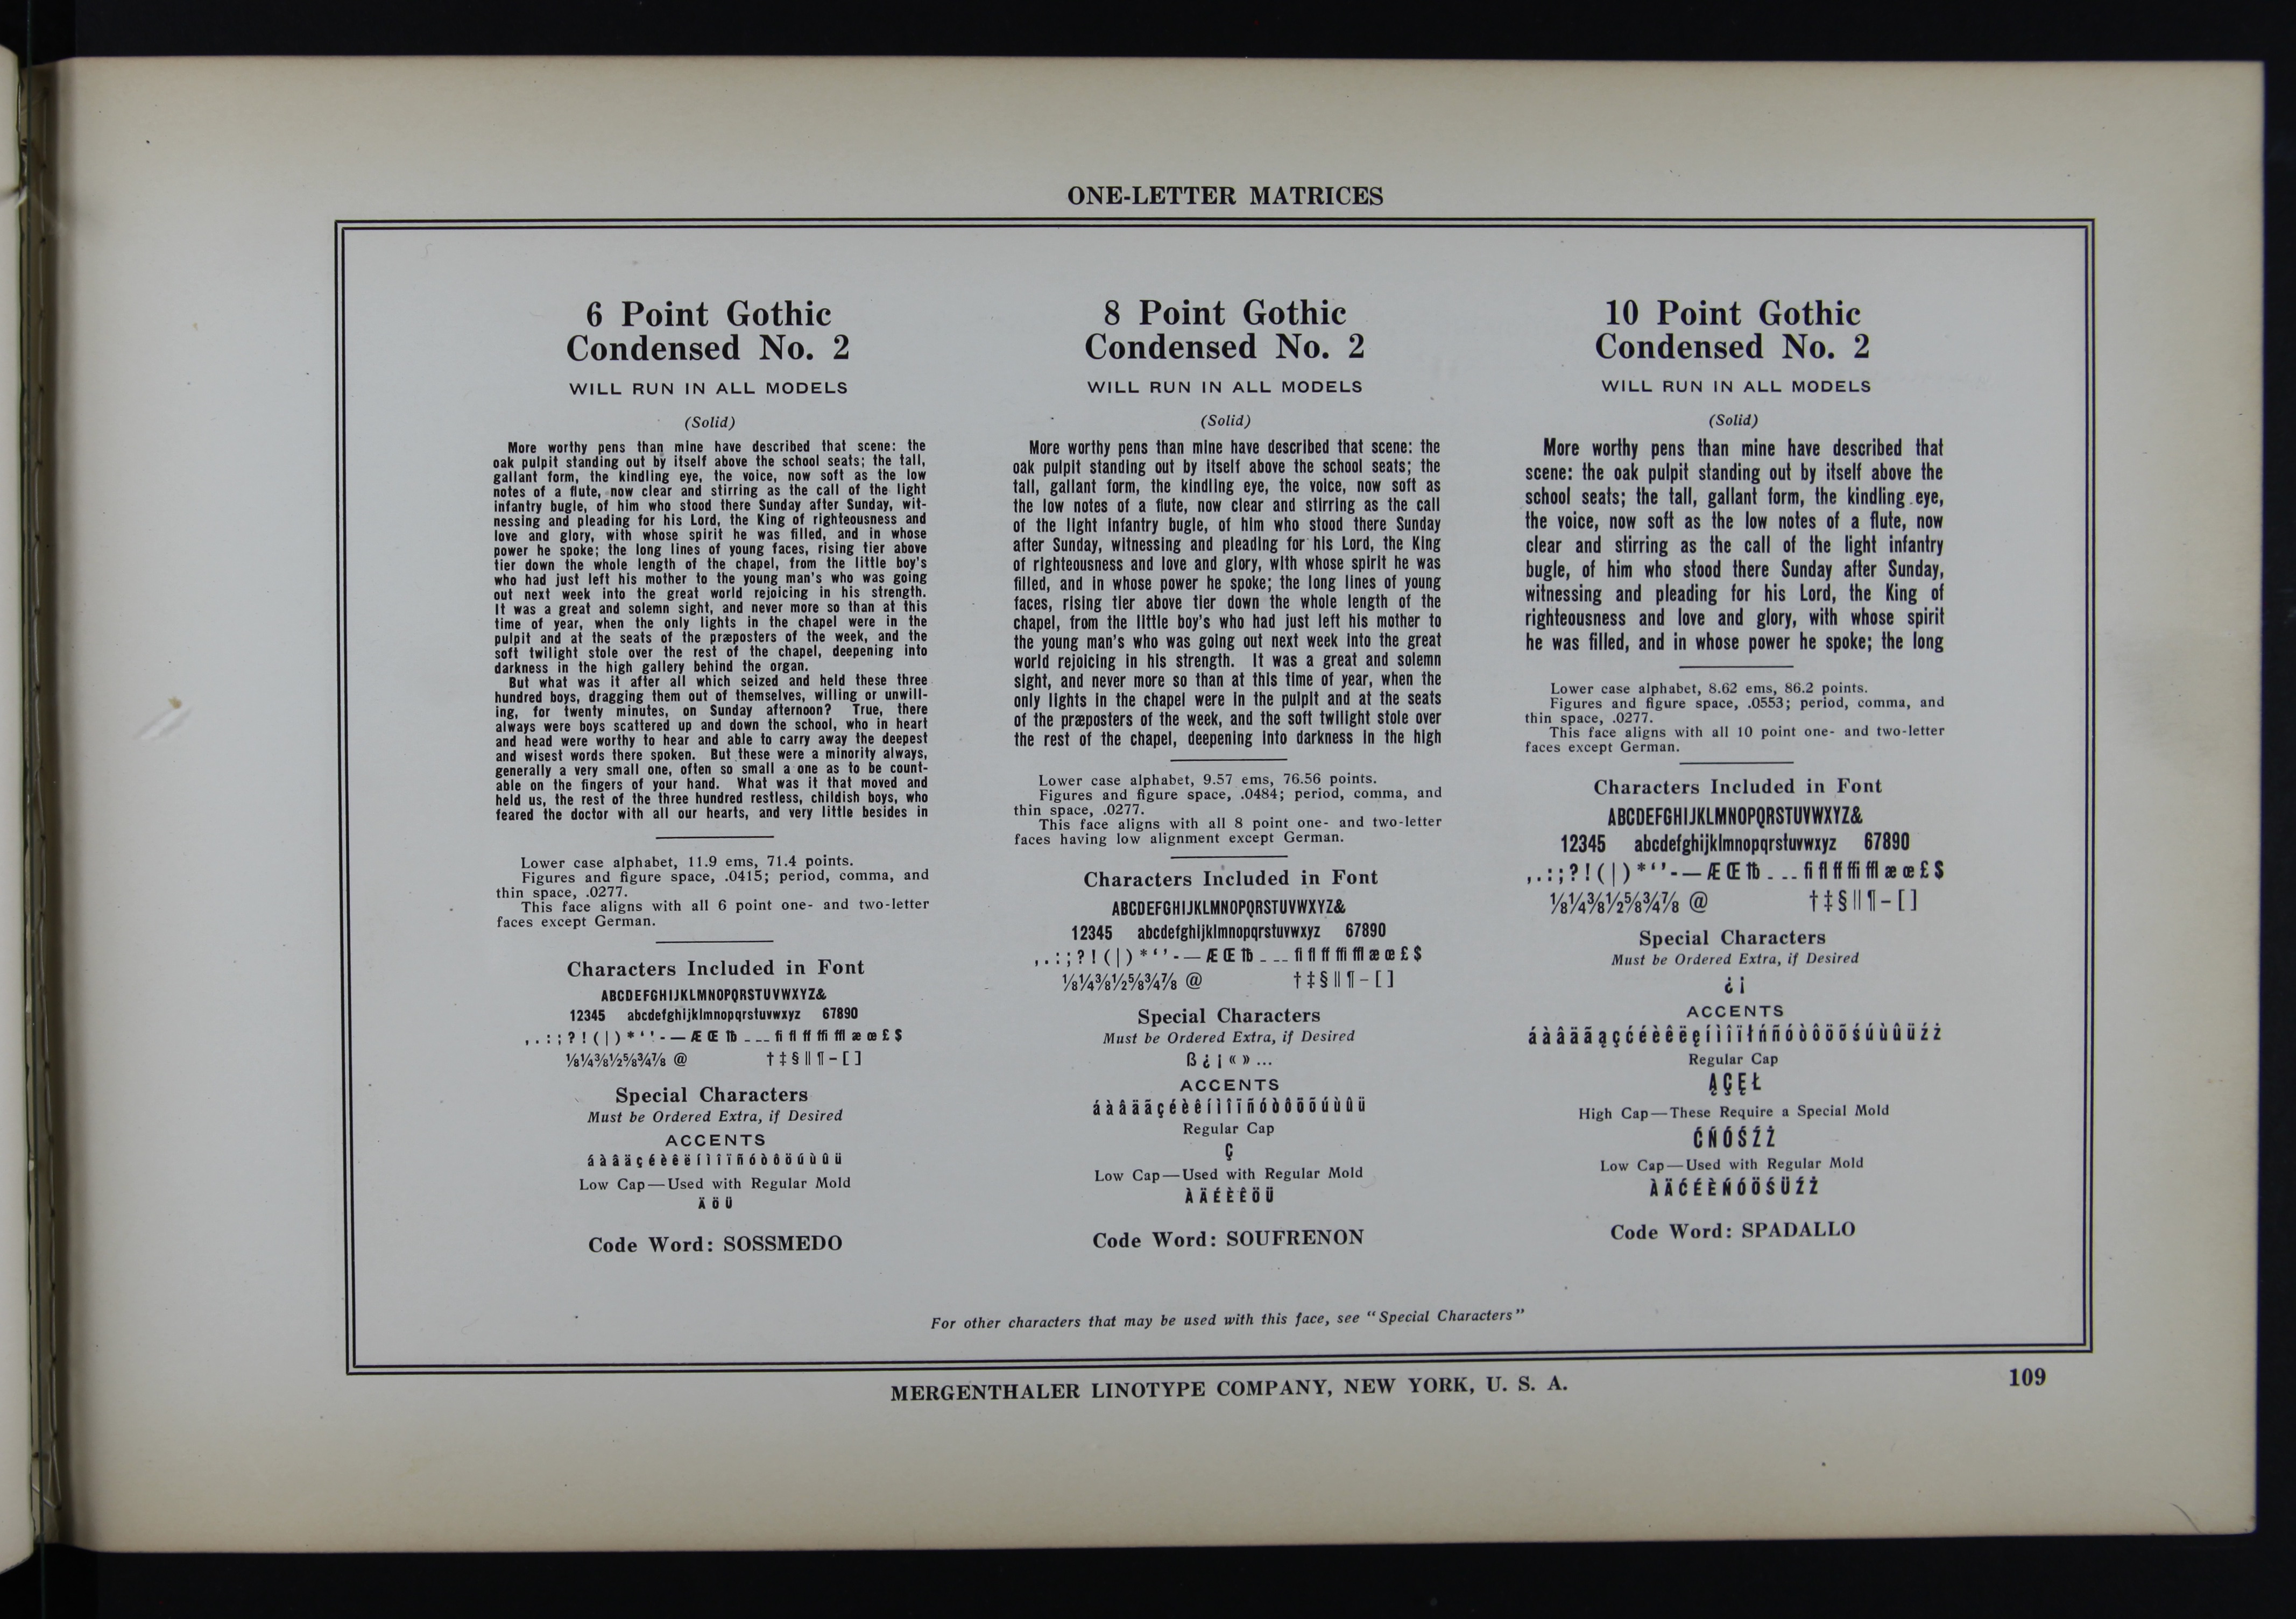 ONE-LETTER MATRICES
6 Point Gothic
Condensed No. 2
WILL RUN IN ALL MODELS
(Solid)
More worthy pens than mine have described that scene: the
oak pulpit standing out by itself above the school seats; the tall,
gallant form, the kindling eye, the voice, now soft as the low
notes of a flute, now clear and stirring as the call of the light
infantry bugle, of him who stood there Sunday after Sunday, wit-
nessing and pleading for his Lord, the King of righteousness and
love and glory, with whose spirit he was filled, and in whose
power he spoke; the long lines of young faces, rising tier above
tier down the whole length of the chapel, from the little boy's
who had just left his mother to the young man's who was going
out next week into the great world rejoicing in his strength.
It was a great and solemn sight, and never more so than at this
time of year, when the only lights in the chapel were in the
pulpit and at the seats of the præposters of the week, and the
soft twilight stole over the rest of the chapel, deepening into
darkness in the high gallery behind the organ.
But what was it after all which seized and held these three
hundred boys, dragging them out of themselves, willing or unwill-
ing, for twenty minutes, on Sunday afternoon? True, there
always were boys scattered up and down the school, who in heart
and head were worthy to hear and able to carry away the deepest
and wisest words there spoken. But these were a minority always,
generally a very small one, often so small a one as to be count-
able on the fingers of your hand. What was it that moved and
held us, the rest of the three hundred restless, childish boys, who
feared the doctor with all our hearts, and very little besides in
Lower case alphabet, 11.9 ems, 71.4 points.
Figures and figure space, .0415; period, comma, and
thin space, .0277.
This face aligns with all 6 point one- and two-letter
faces except German.
Characters Included in Font
ABCDEFGHIJKLMNOPQRSTUVWXYZ&
12345 abcdefghijklmnopqrstuvwxyz 67890
, . : ; ? ! ( | ) * ‘ ’ - — Æ Œ ℔ . .. fi fl ff ffi ffl æ œ £ $
⅛¼⅜½⅝¾⅞ @ † ‡ § || ¶ – [ ]
Special Characters
Must be Ordered Extra, if Desired
ACCENTS
á à â ä ç é è ê ë í ì î ï ñ ó ò ô ö ú ù û ü
Low Cap—Used with Regular Mold
Ä Ö Ü
Code Word: SOSSMEDO
8 Point Gothic
Condensed No. 2
WILL RUN IN ALL MODELS
(Solid)
More worthy pens than mine have described that scene: the
oak pulpit standing out by itself above the school seats; the
tall, gallant form, the kindling eye, the voice, now soft as
the low notes of a flute, now clear and stirring as the call
of the light infantry bugle, of him who stood there Sunday
after Sunday, witnessing and pleading for his Lord, the King
of righteousness and love and glory, with whose spirit he was
filled, and in whose power he spoke; the long lines of young
faces, rising tier above tier down the whole length of the
chapel, from the little boy's who had just left his mother to
the young man's who was going out next week into the great
world rejoicing in his strength. It was a great and solemn
sight, and never more so than at this time of year, when the
only lights in the chapel were in the pulpit and at the seats
of the præposters of the week, and the soft twilight stole over
the rest of the chapel, deepening into darkness in the high
Lower case alphabet, 9.57 ems, 76.56 points.
Figures and figure space, .0484; period, comma, and
thin space, .0277.
This face aligns with all 8 point one- and two-letter
faces having low alignment except German.
Characters Included in Font
ABCDEFGHIJKLMNOPQRSTUVWXYZ&
12345 abcdefghijklmnopqrstuvwxyz 67890
, . : ; ? ! ( | ) * ‘ ’ - — Æ Œ ℔ . .. fi fl ff ffi ffl æ œ £ $
⅛¼⅜½⅝¾⅞ @ † ‡ § || ¶ – [ ]
Special Characters
Must be Ordered Extra, if Desired
ß ¿ ¡ « » ...
ACCENTS
á à â ä ã ç é è ê í ì î ï ñ ó ò ô ö õ ú ù û ü
Regular Cap
Ç
Low Cap—Used with Regular Mold
À Ä É È Ê Ö Ü
Code Word: SOUFRENON
10 Point Gothic
Condensed No. 2
WILL RUN IN ALL MODELS
(Solid)
More worthy pens than mine have described that
scene: the oak pulpit standing out by itself above the
school seats; the tall, gallant form, the kindling eye,
the voice, now soft as the low notes of a flute, now
clear and stirring as the call of the light infantry
bugle, of him who stood there Sunday after Sunday,
witnessing and pleading for his Lord, the King of
righteousness and love and glory, with whose spirit
he was filled, and in whose power he spoke; the long
Lower case alphabet, 8.62 ems, 86.2 points.
Figures and figure space, .0553; period, comma, and
thin space, .0277.
This face aligns with all 10 point one- and two-letter
faces except German.
Characters Included in Font
ABCDEFGHIJKLMNOPQRSTUVWXYZ&
12345 abcdefghijklmnopqrstuvwxyz 67890
, . : ; ? ! ( | ) * ‘ ’ - — Æ Œ ℔ . .. fi fl ff ffi ffl æ œ £ $
⅛¼⅜½⅝¾⅞ @ † ‡ § || ¶ – [ ]
Special Characters
Must be Ordered Extra, if Desired
¿ ¡
ACCENTS
á à â ä ã ą ç ć é è ê ë ę í ì î ï ł ń ñ ó ò ô ö õ ś ú ù û ü ź ż
Regular Cap
Ą Ç Ę Ł
High Cap—These Require a Special Mold
Ć Ń Ó Ś Ź Ż
Low Cap—Used with Regular Mold
À Ä Ć É È Ń Ó Ö Ś Ü Ź Ż
Code Word: SPADALLO
For other characters that may be used with this face, see "Special Characters"
MERGENTHALER LINOTYPE COMPANY, NEW YORK, U. S. A.
109